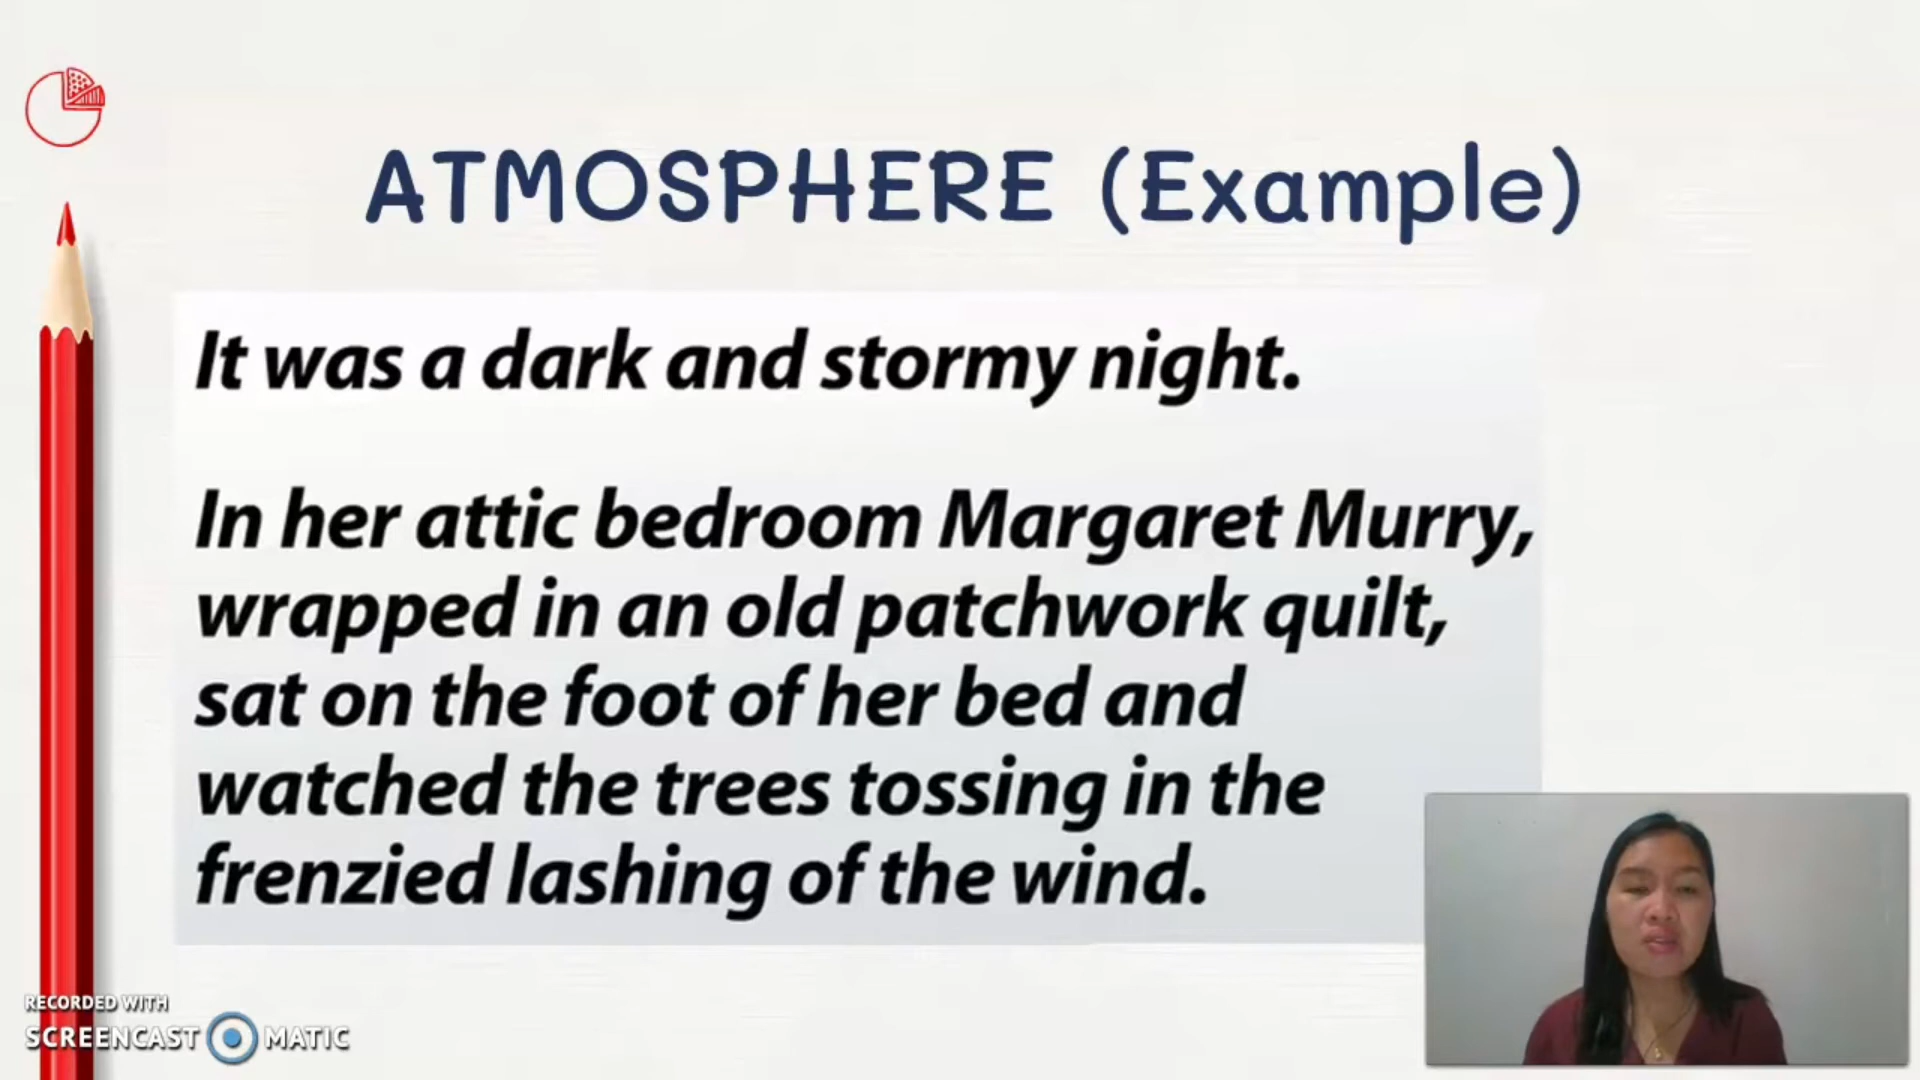 ATMOSPHERE (Example)
It was a dark and stormy night.
In her attic bedroom Margaret Murry,
wrapped in an old patchwork quilt,
sat on the foot of her bed and
watched the trees tossing in the
frenzied lashing of the wind.
RECORDED WITH
SCREENCAST MATIC